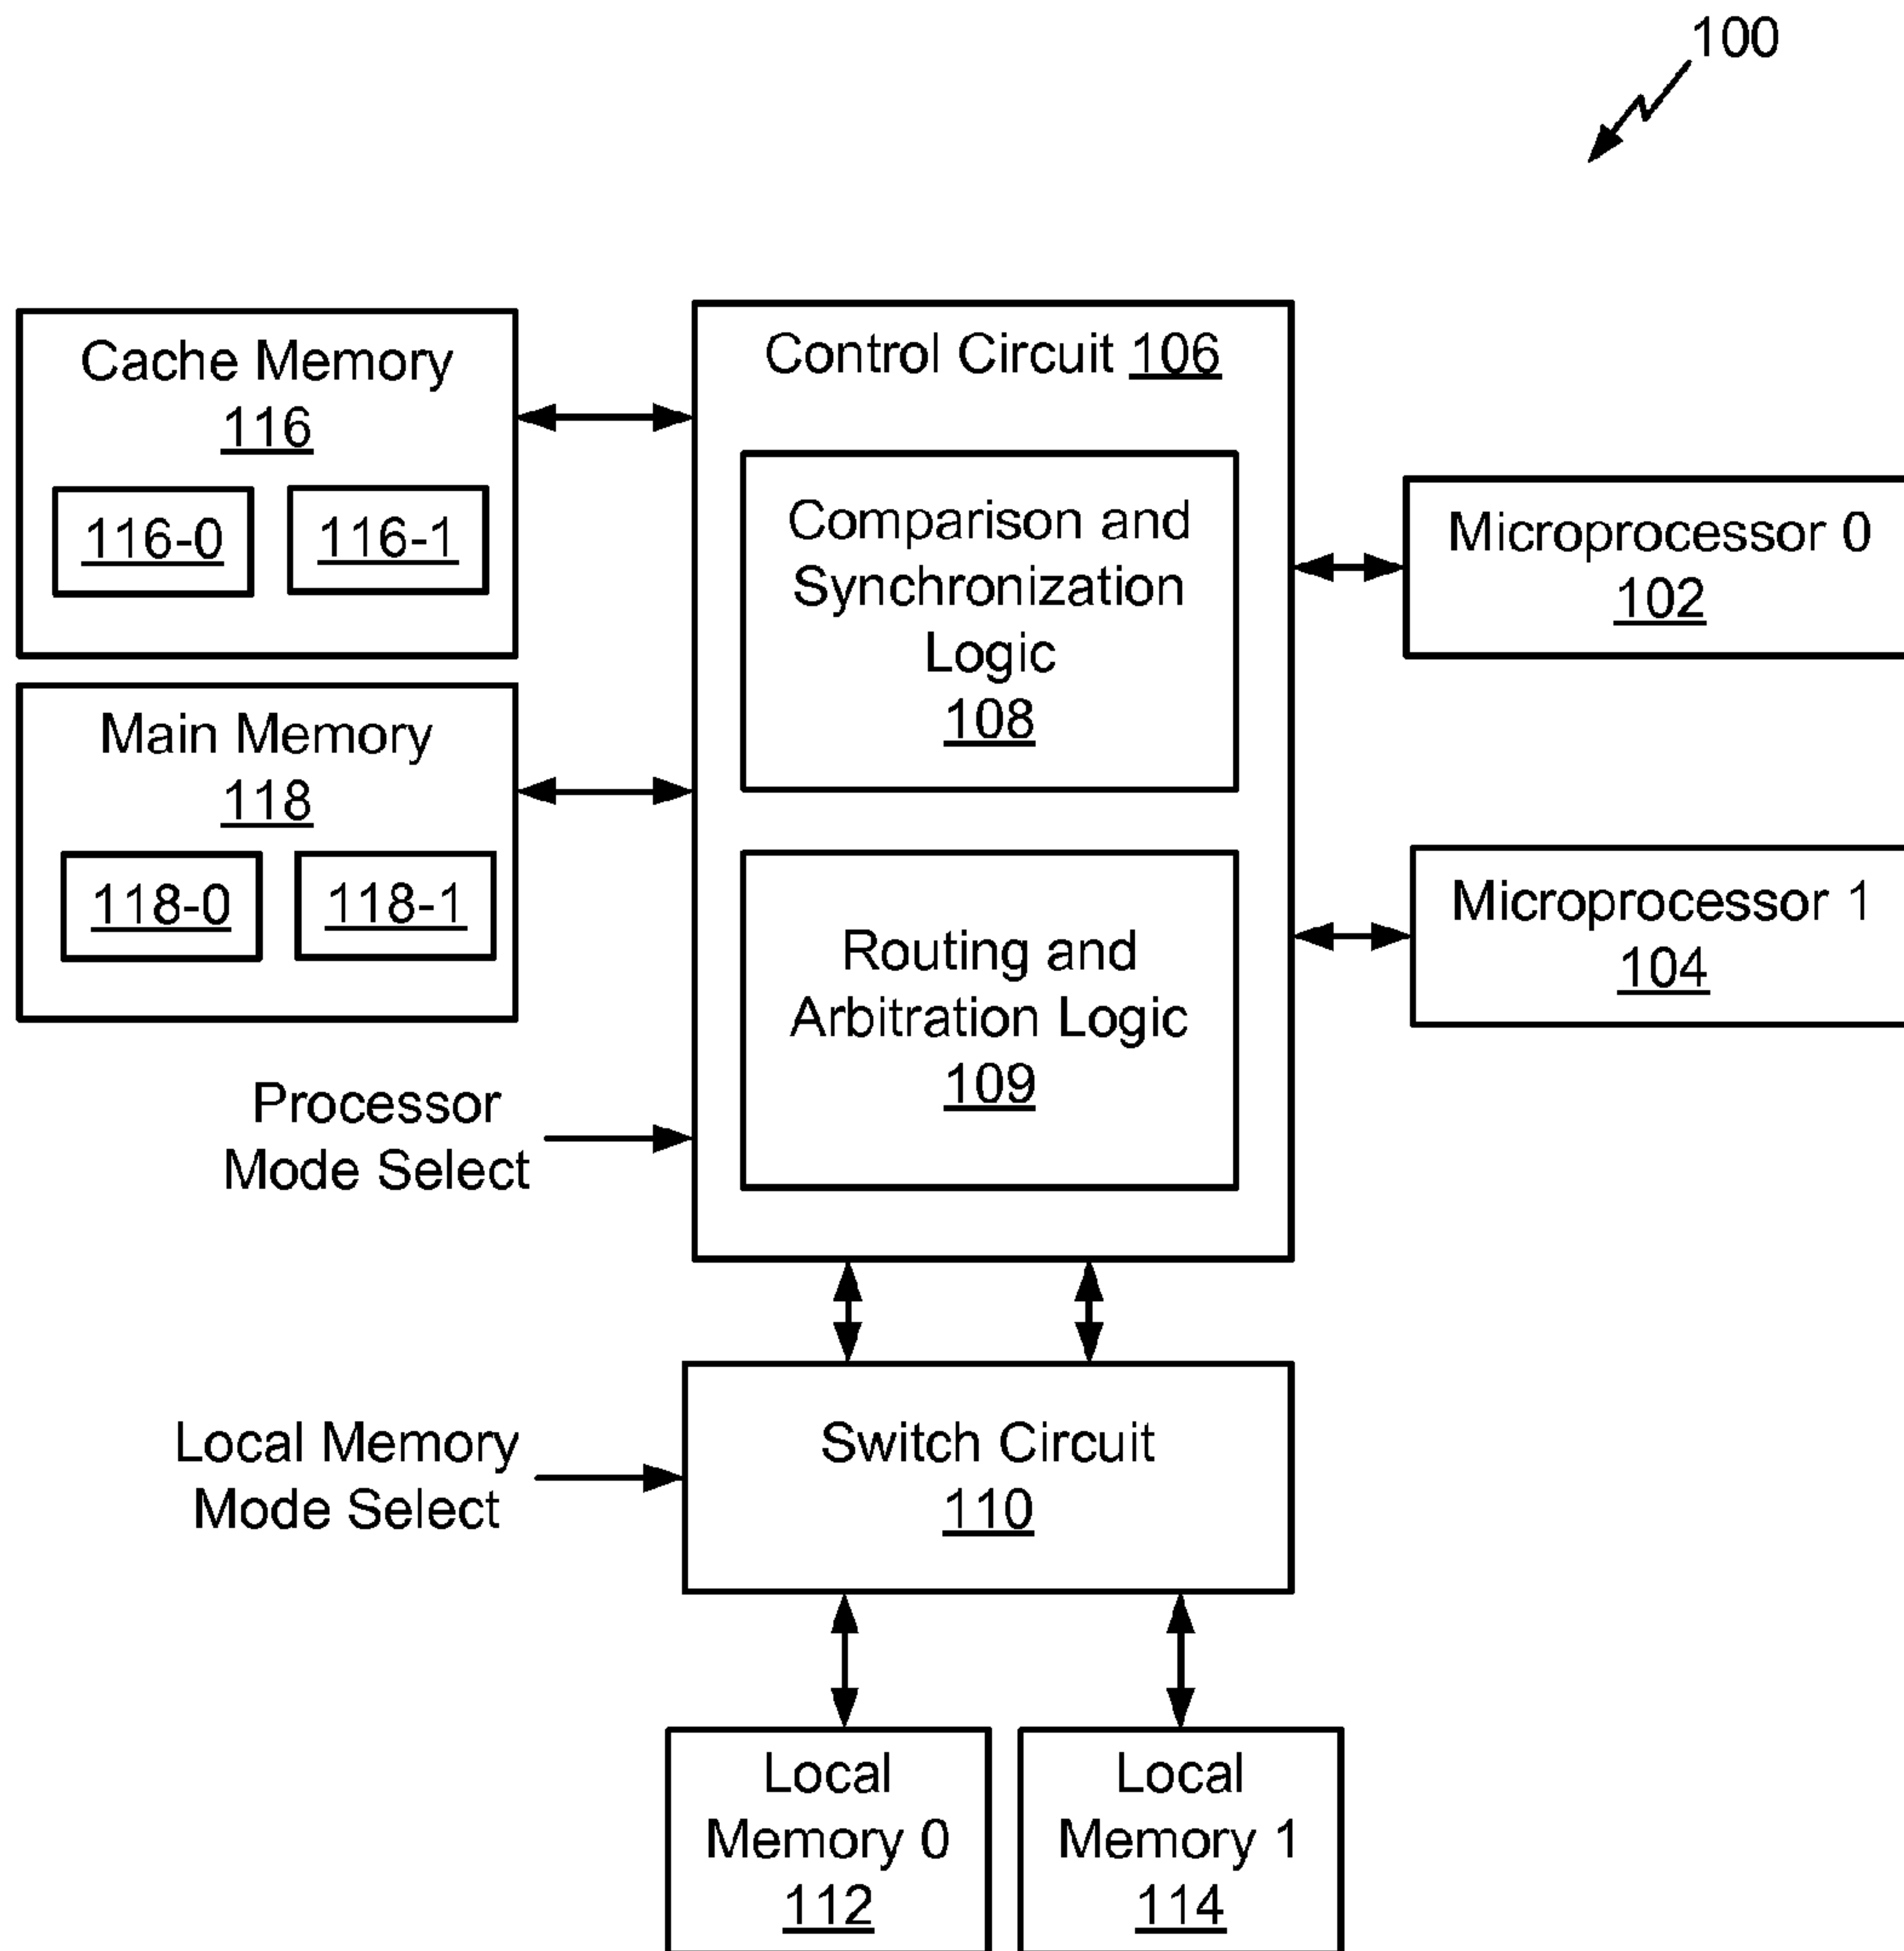 100
Cache Memory
116
116-0
116-1
Main Memory
118
118-0
118-1
Processor
Mode Select
Control Circuit 106
Comparison and
Synchronization
Logic
108
Routing and
Arbitration Logic
109
Microprocessor 0
102
Microprocessor 1
104
Local Memory
Mode Select
Switch Circuit
110
Local
Memory 0
112
Local
Memory 1
114